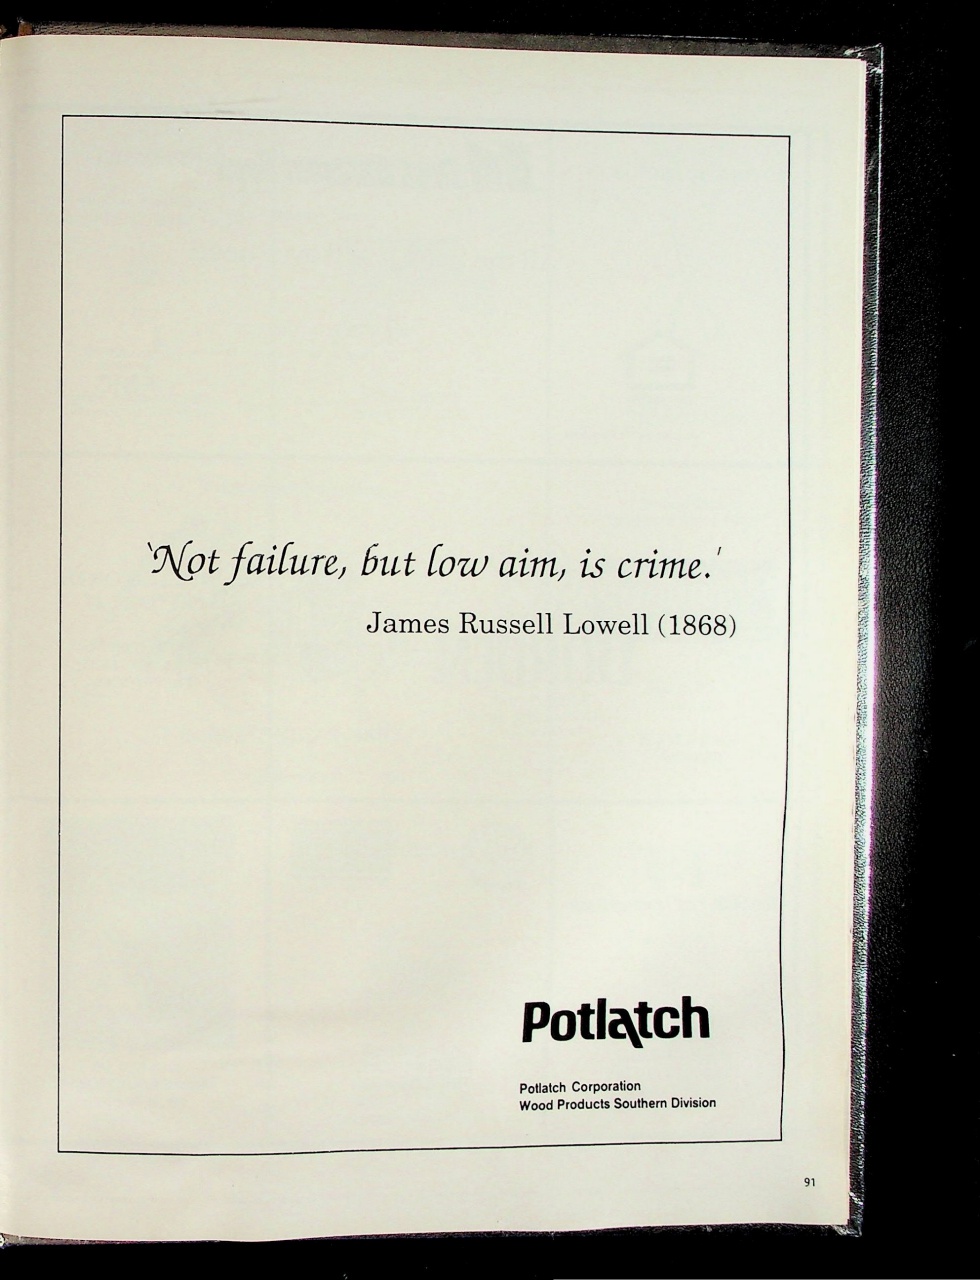 'Not failure, but low aim, is crime.'
James Russell Lowell (1868)
Potlatch
Potlatch Corporation
Wood Products Southern Division
91